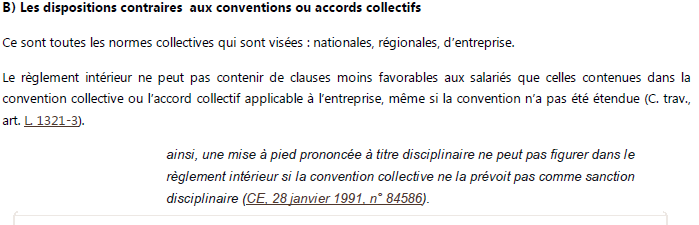 B) Les dispositions contraires  aux conventions ou accords collectifs
Ce sont toutes les normes collectives qui sont visées : nationales, régionales, d'entreprise.
Le règlement intérieur ne peut pas contenir de clauses moins favorables aux salariés que celles contenues dans la
convention collective ou l'accord collectif applicable à l'entreprise, même si la convention n'a pas été étendue (C. trav.,
art. L. 1321-3).
ainsi, une mise à pied prononcée à titre disciplinaire ne peut pas figurer dans le
règlement intérieur si la convention collective ne la prévoit pas comme sanction
disciplinaire (CE, 28 janvier 1991, n° 84586).